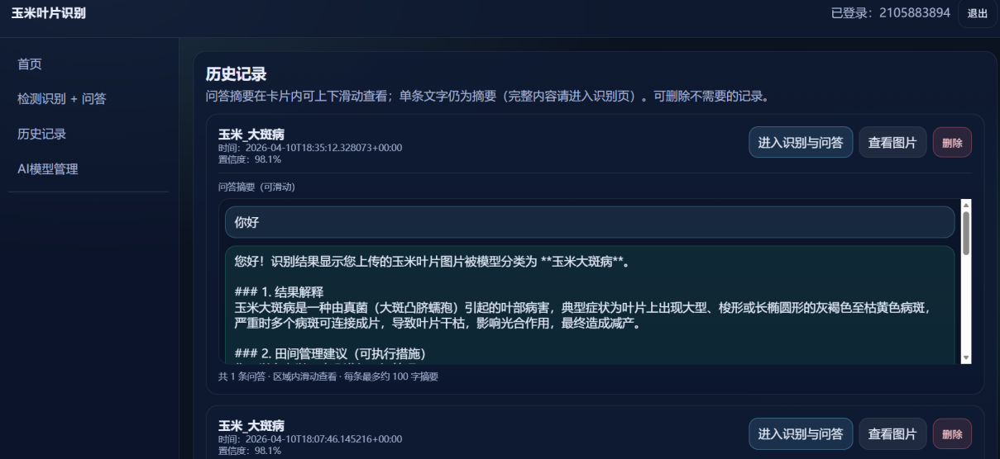 玉米叶片识别
已登录：2105883894 退出
首页
检测识别 + 问答
历史记录
AI模型管理
历史记录
问答摘要在卡片内可上下滑动查看；单条文字仍为摘要（完整内容请进入识别页）。可删除不需要的记录。
玉米_大斑病
时间：2026-04-10T18:35:12.328073+00:00
置信度：98.1%
进入识别与问答 查看图片 删除
问答摘要（可滑动）
你好
您好！识别结果显示您上传的玉米叶片图片被模型分类为 **玉米大斑病**。
### 1. 结果解释
玉米大斑病是一种由真菌（大斑凸脐蠕孢）引起的叶部病害，典型症状为叶片上出现大型、梭形或长椭圆形的灰褐色至枯黄色病斑，
严重时多个病斑可连接成片，导致叶片干枯，影响光合作用，最终造成减产。
### 2. 田间管理建议（可执行措施）
共 1 条问答 · 区域内滑动查看 · 每条最多约 100 字摘要
玉米_大斑病
时间：2026-04-10T18:07:46.145216+00:00
置信度：98.1%
进入识别与问答 查看图片 删除